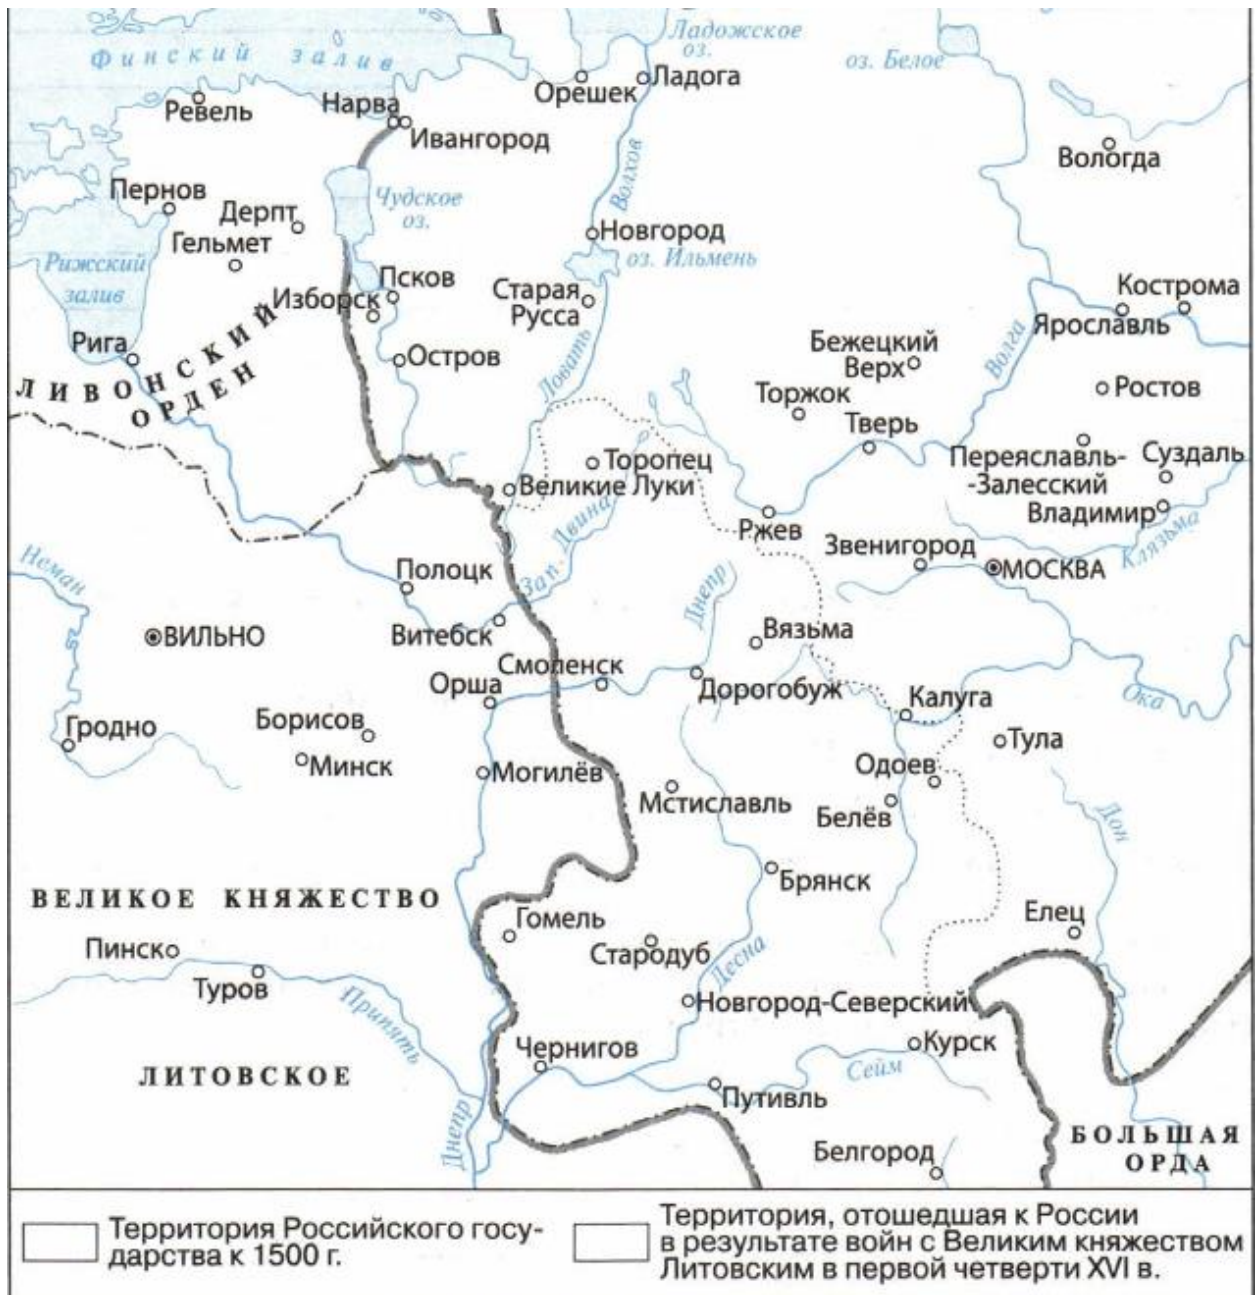 Финский залив
Ладожское
оз.
оз. Белое
Ревель
Нарва
Ивангород
Орешек
Ладога
Вологда
Волхов
Пернов
Дерпт
Гельмет
Чудское
оз.
Новгород
оз. Ильмень
Рижский
залив
Псков
Изборск
Старая
Русса
Кострома
Ярославль
Рига
Остров
Ловать
Бежецкий
Верх
Волга
Торжок
Ростов
Тверь
ЛИВОНСКИЙ
ОРДЕН
Торопец
Великие Луки
Переяславль-
-Залесский
Суздаль
Владимир
Клязьма
Ржев
Зап. Двина
Звенигород
МОСКВА
Неман
Полоцк
Днепр
ВИЛЬНО
Витебск
Вязьма
Смоленск
Орша
Дорогобуж
Калуга
Ока
Гродно
Борисов
Минск
Могилёв
Тула
Одоев
Мстиславль
Белёв
Дон
Брянск
ВЕЛИКОЕ КНЯЖЕСТВО
Гомель
Елец
Пинск
Стародуб
Десна
Туров
Припять
Новгород-Северский
Чернигов
Курск
Сейм
ЛИТОВСКОЕ
Путивль
Днепр
Белгород
БОЛЬШАЯ
ОРДА
Территория Российского госу-
дарства к 1500 г.
Территория, отошедшая к России
в результате войн с Великим княжеством
Литовским в первой четверти XVI в.